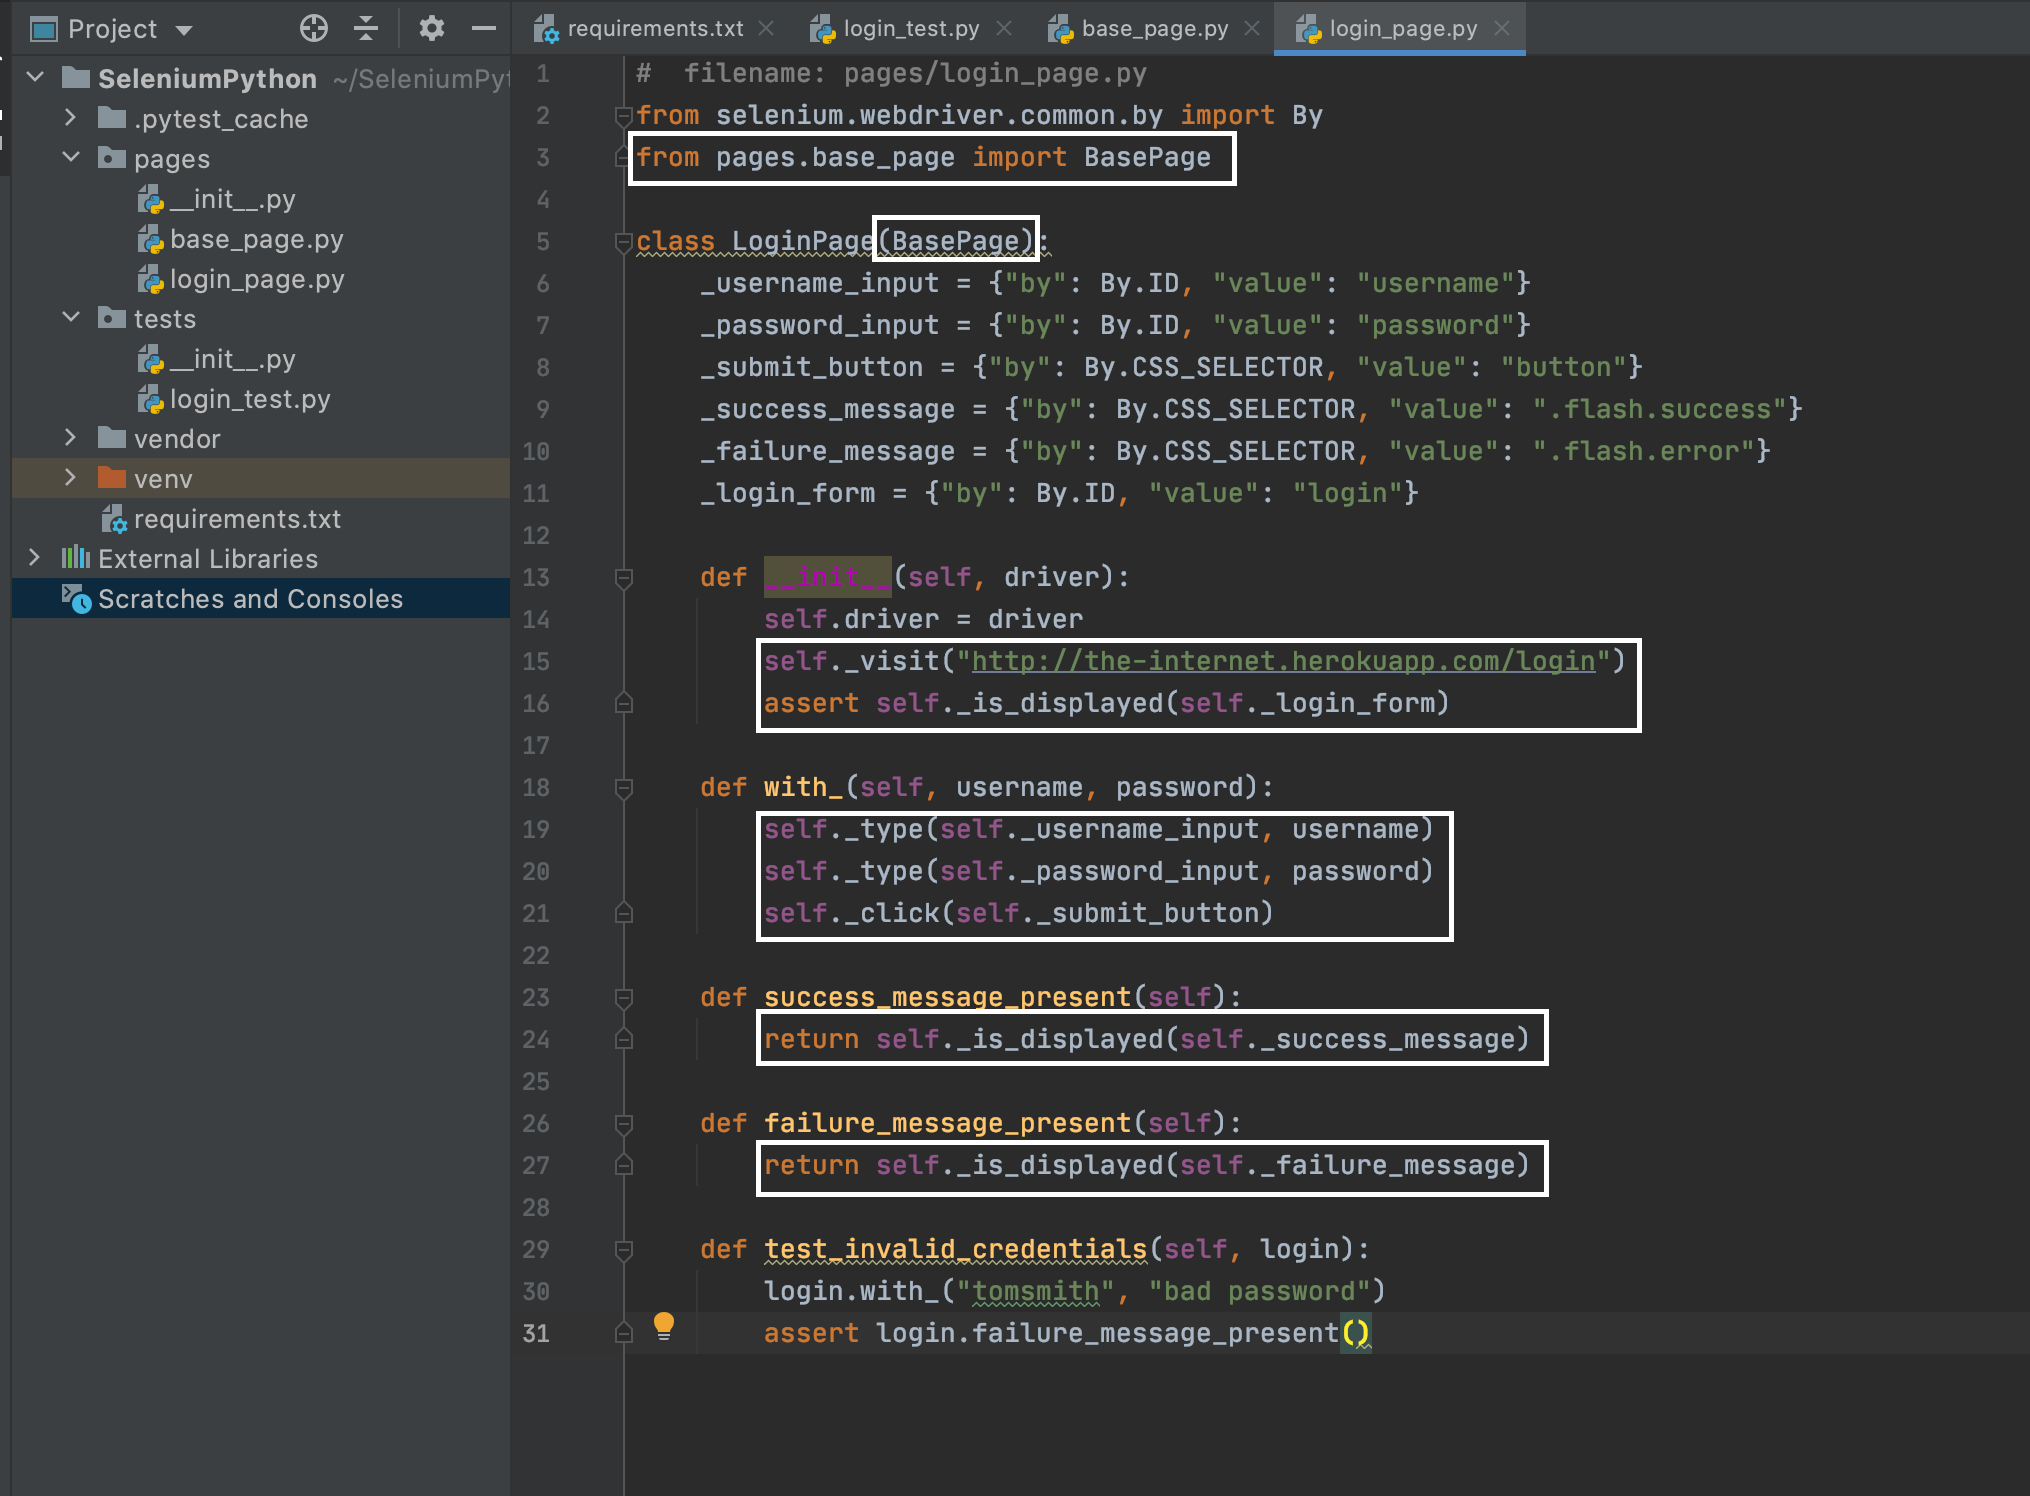 Project
requirements.txt
login_test.py
base_page.py
login_page.py
SeleniumPython ~/SeleniumPyt
.pytest_cache
pages
__init__.py
base_page.py
login_page.py
tests
__init__.py
login_test.py
vendor
venv
requirements.txt
External Libraries
Scratches and Consoles
1 #  filename: pages/login_page.py
2 from selenium.webdriver.common.by import By
3 from pages.base_page import BasePage
4
5 class LoginPage(BasePage):
6     _username_input = {"by": By.ID, "value": "username"}
7     _password_input = {"by": By.ID, "value": "password"}
8     _submit_button = {"by": By.CSS_SELECTOR, "value": "button"}
9     _success_message = {"by": By.CSS_SELECTOR, "value": ".flash.success"}
10     _failure_message = {"by": By.CSS_SELECTOR, "value": ".flash.error"}
11     _login_form = {"by": By.ID, "value": "login"}
12
13     def __init__(self, driver):
14         self.driver = driver
15         self._visit("http://the-internet.herokuapp.com/login")
16         assert self._is_displayed(self._login_form)
17
18     def with_(self, username, password):
19         self._type(self._username_input, username)
20         self._type(self._password_input, password)
21         self._click(self._submit_button)
22
23     def success_message_present(self):
24         return self._is_displayed(self._success_message)
25
26     def failure_message_present(self):
27         return self._is_displayed(self._failure_message)
28
29     def test_invalid_credentials(self, login):
30         login.with_("tomsmith", "bad password")
31         assert login.failure_message_present()